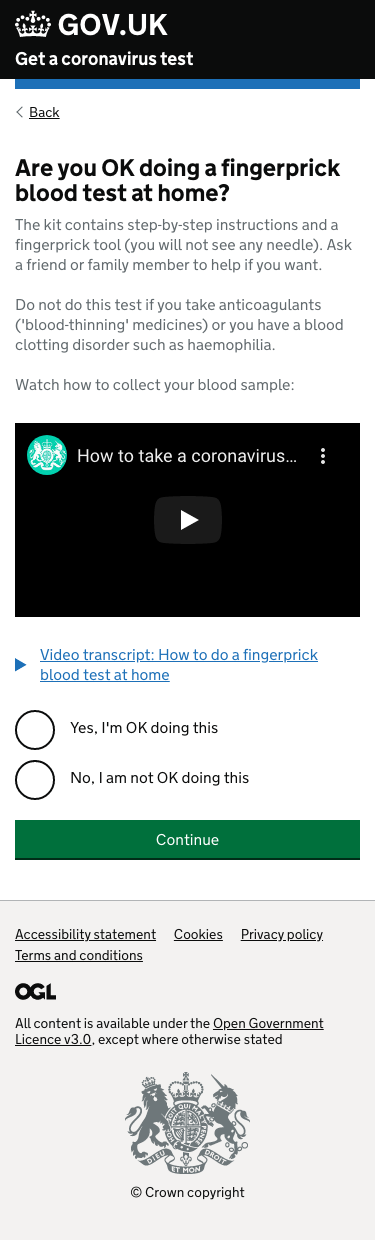 GOV.UK
Get a coronavirus test
Back
Are you OK doing a fingerprick
blood test at home?
The kit contains step-by-step instructions and a
fingerprick tool (you will not see any needle). Ask
a friend or family member to help if you want.
Do not do this test if you take anticoagulants
('blood-thinning' medicines) or you have a blood
clotting disorder such as haemophilia.
Watch how to collect your blood sample:
How to take a coronavirus...
Video transcript: How to do a fingerprick
blood test at home
Yes, I'm OK doing this
No, I am not OK doing this
Continue
Accessibility statement Cookies Privacy policy
Terms and conditions
OGL
All content is available under the Open Government
Licence v3.0, except where otherwise stated
DIEU ET MON
© Crown copyright